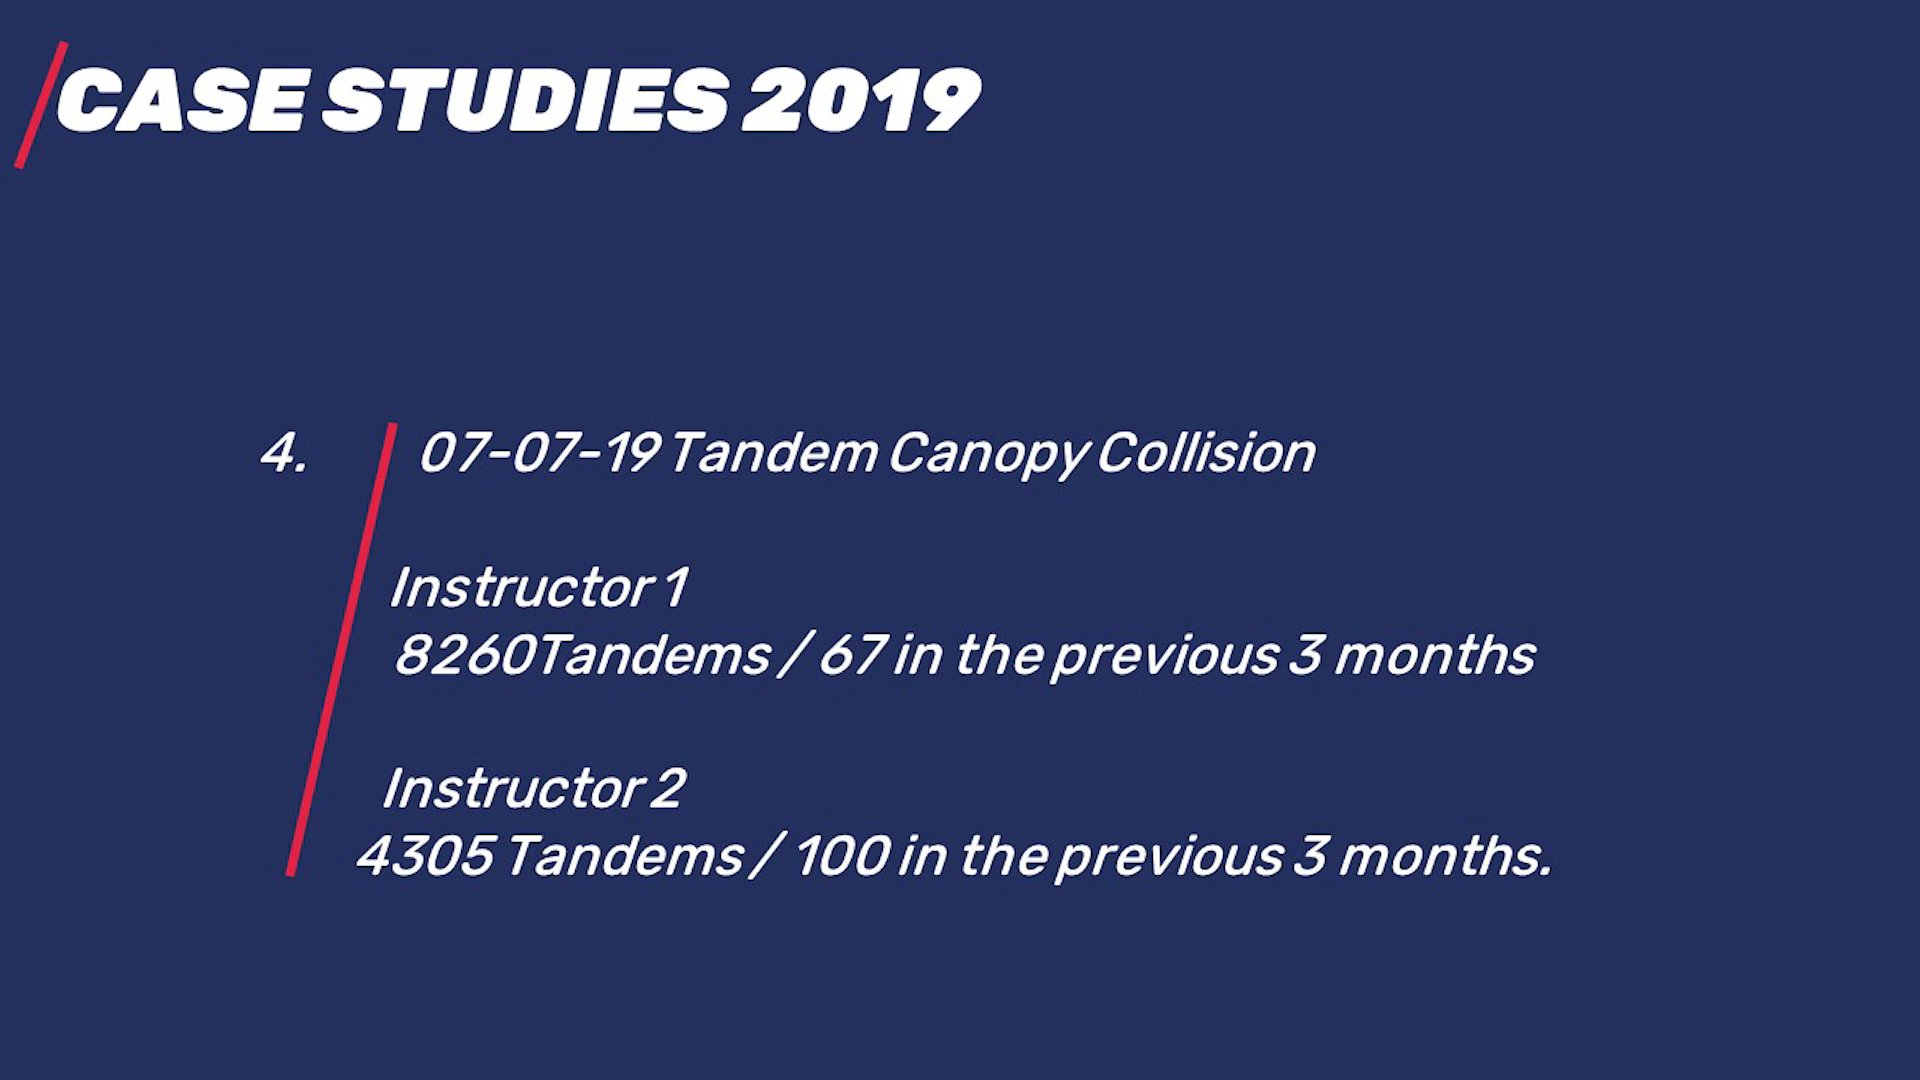 CASE STUDIES 2019
4. 07-07-19 Tandem Canopy Collision
Instructor 1
8260Tandems / 67 in the previous 3 months
Instructor 2
4305 Tandems / 100 in the previous 3 months.